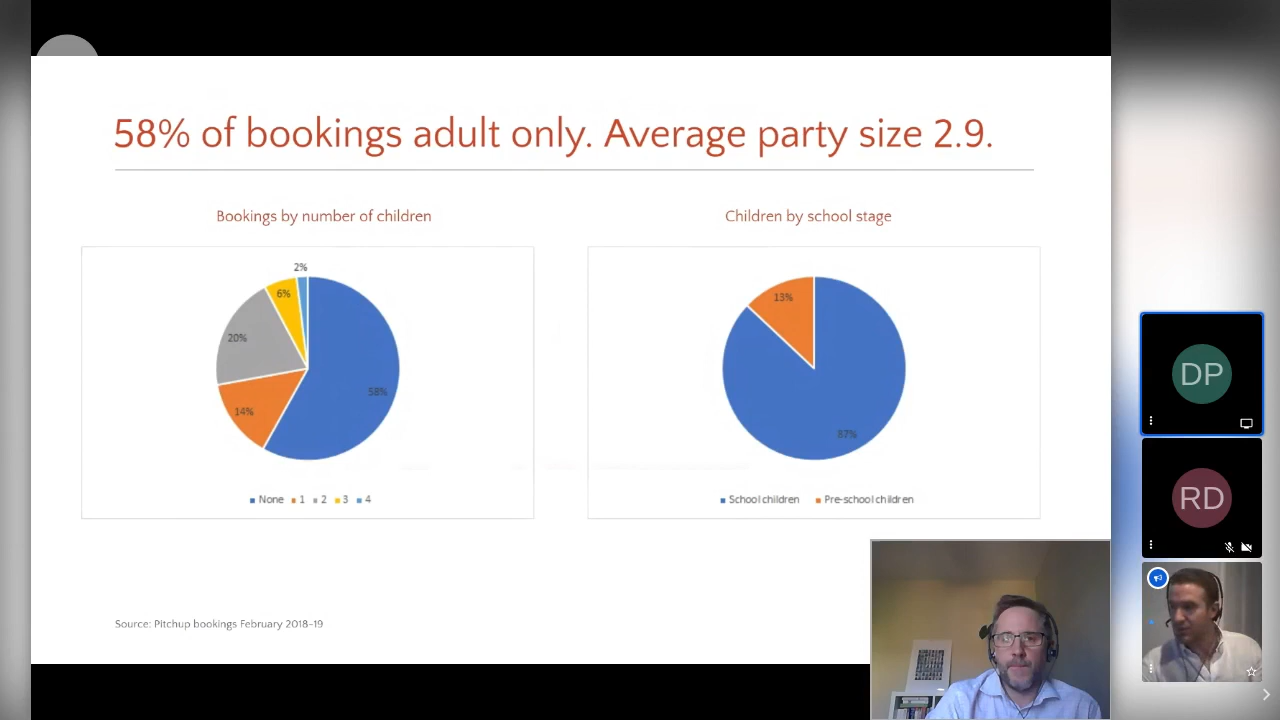 58% of bookings adult only. Average party size 2.9.
Bookings by number of children
Children by school stage
2%
6%
20%
14%
58%
None 1 2 3 4
13%
87%
School children Pre-school children
Source: Pitchup bookings February 2018-19
DP
RD